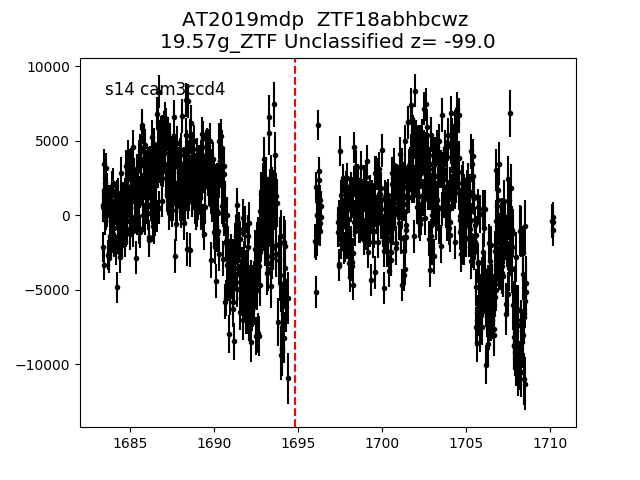 AT2019mdp  ZTF18abhbcwz
19.57g_ZTF Unclassified z= -99.0
s14 cam3ccd4
10000
5000
0
−5000
−10000
1685 1690 1695 1700 1705 1710